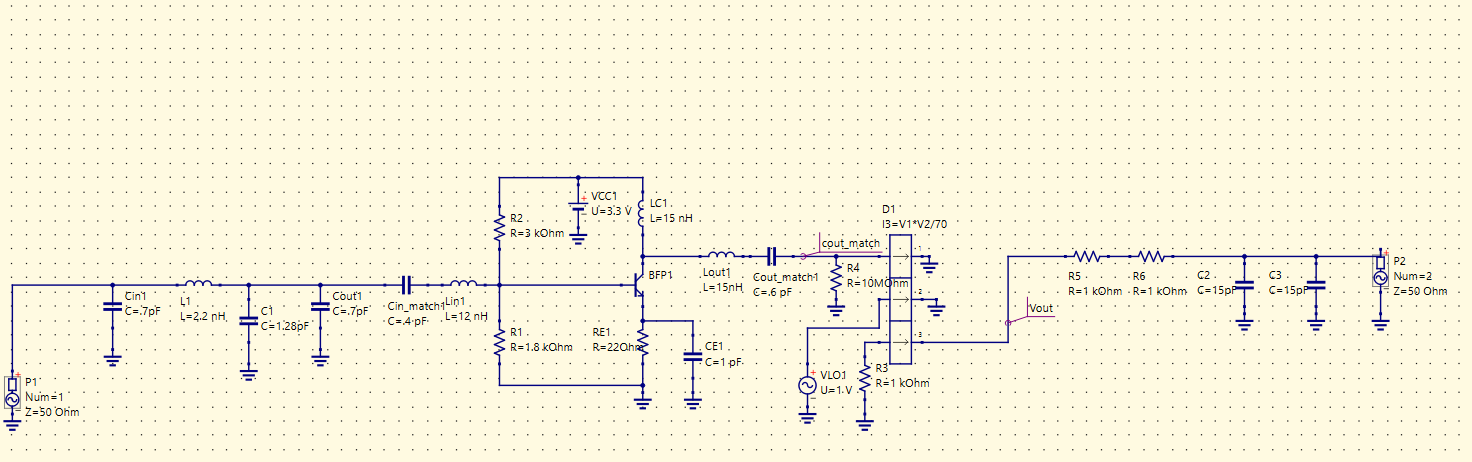 D1
I3=V1*V2/70
VCC1
U=3.3 V
LC1
L=15 nH
R2
R=3 kOhm
cout_match
BFP1
Lout1
L=15nH
Cout_match1
C=.6 pF
R4
R=10MOhm
1
2
3
R5
R=1 kOhm
R6
R=1 kOhm
C2
C=15pF
C3
C=15pF
P2
Num=2
Z=50 Ohm
Cin1
C=.7pF
L1
L=2.2 nH
C1
C=1.28pF
Cout1
C=.7pF
Cin_match1
C=.4 pF
Lin1
L=12 nH
R1
R=1.8 kOhm
RE1
R=22Ohm
CE1
C=1 pF
Vout
VLO1
U=1 V
R3
R=1 kOhm
P1
Num=1
Z=50 Ohm